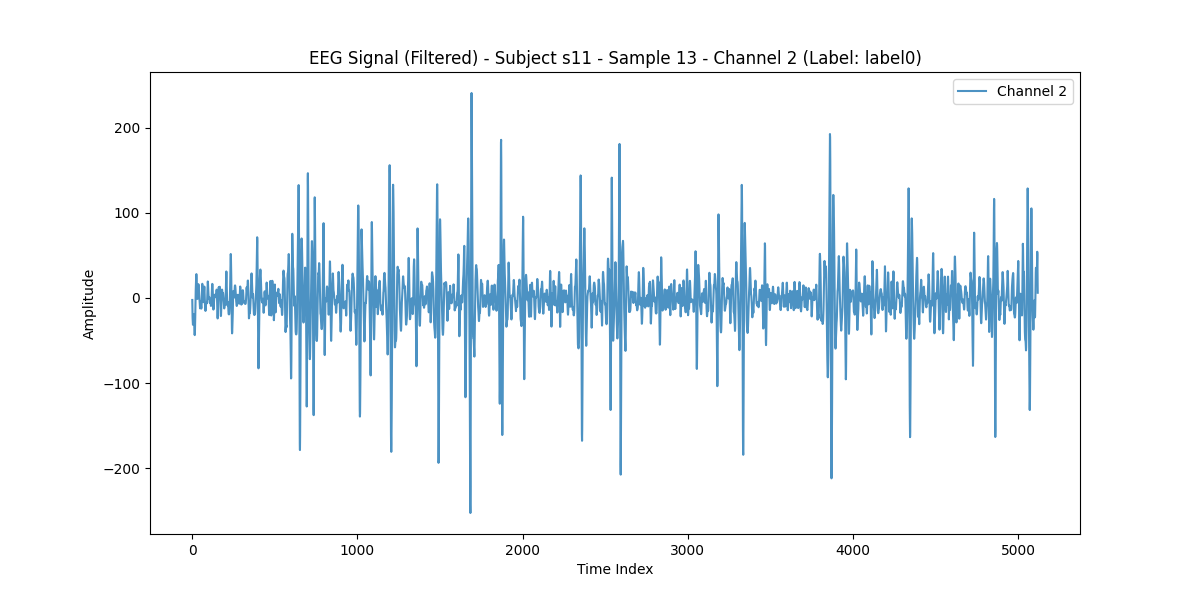 EEG Signal (Filtered) - Subject s11 - Sample 13 - Channel 2 (Label: label0)
Channel 2
200
100
0
−100
−200
Amplitude
0 1000 2000 3000 4000 5000
Time Index